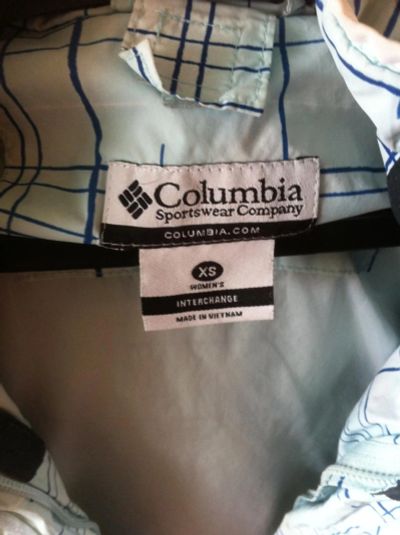 Columbia
Sportswear Company
COLUMBIA.COM
XS
WOMEN'S
INTERCHANGE
MADE IN VIETNAM